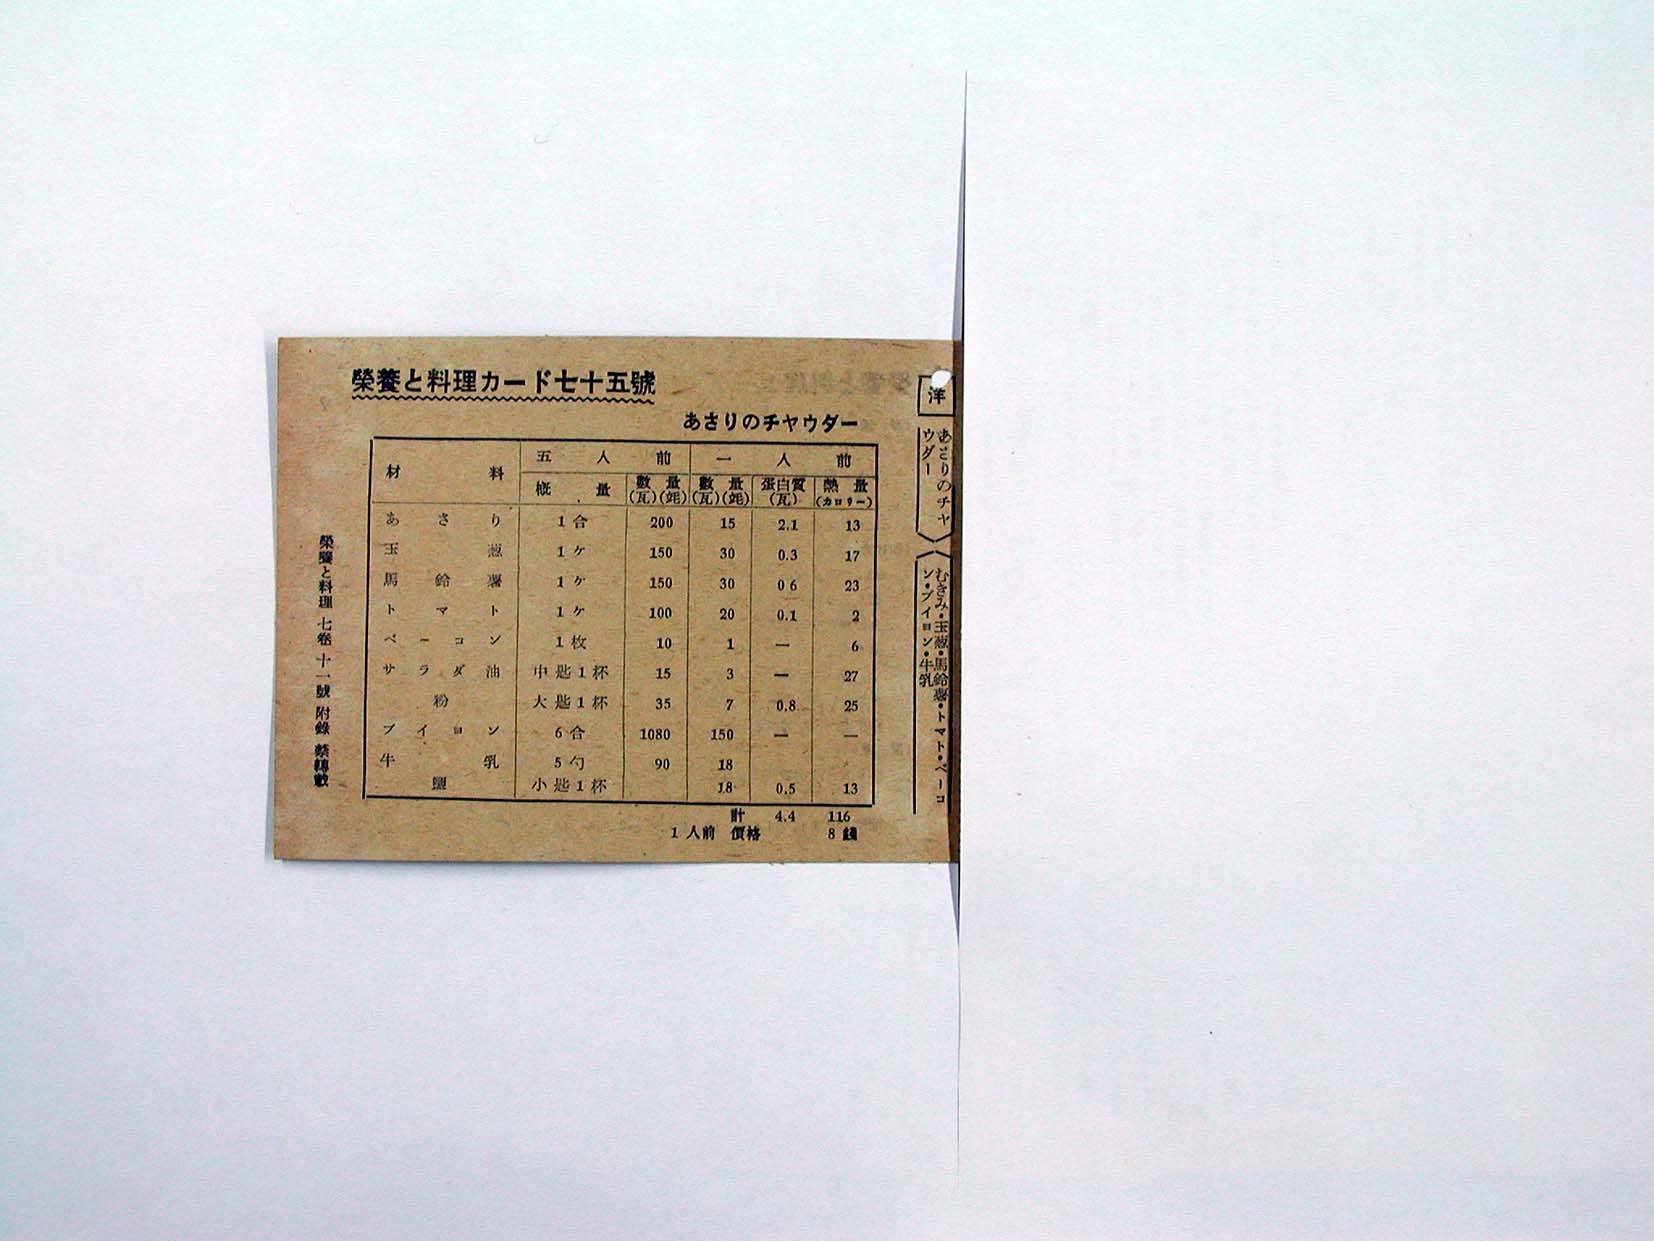 榮養と料理カード七十五號
あさりのチヤウダー
材料 五人前 一人前
概量 數量(瓦)(竓) 數量(瓦)(竓) 蛋白質(瓦) 熱量(カロリー)
あさり 1合 200 15 2.1 13
玉葱 1ケ 150 30 0.3 17
馬鈴薯 1ケ 150 30 0 6 23
トマト 1ケ 100 20 0.1 2
ベーコン 1枚 10 1 — 6
サラダ油 中匙1杯 15 3 — 27
粉 大匙1杯 35 7 0.8 25
ブイヨン 6合 1080 150 — —
牛乳 5勺 90 18
鹽 小匙1杯 18 0.5 13
計 4.4 116
1人前 價格 8錢
洋
あさりのチヤ
ウダー
むきみ・玉葱・馬鈴薯・トマト・ベーコ
ン・ブイヨン・牛乳
榮養と料理 七卷 十一號 附錄 禁轉載